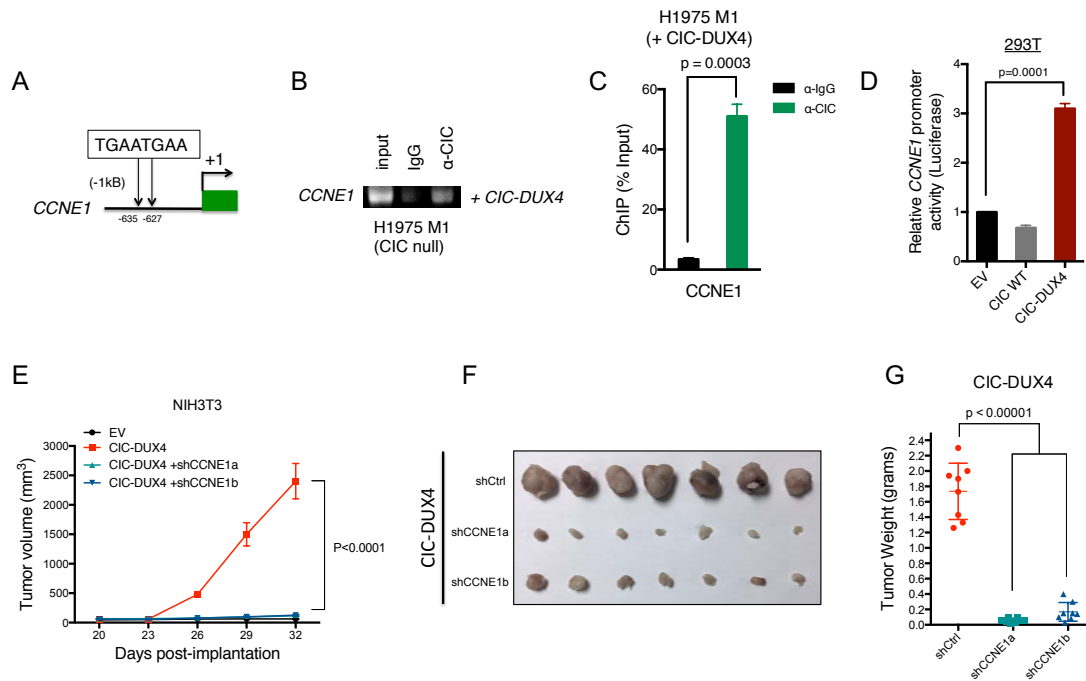 A
TGAATGAA
+1
(-1kB)
CCNE1
-635 -627
B
input
IgG
α-CIC
CCNE1
+ CIC-DUX4
H1975 M1
(CIC null)
C
H1975 M1
(+ CIC-DUX4)
p = 0.0003
α-IgG
α-CIC
ChIP (% Input)
60
40
20
0
CCNE1
D
293T
p=0.0001
Relative CCNE1 promoter
activity (Luciferase)
4
3
2
1
0
EV
CIC WT
CIC-DUX4
E
NIH3T3
EV
CIC-DUX4
CIC-DUX4 +shCCNE1a
CIC-DUX4 +shCCNE1b
Tumor volume (mm³)
3000
2500
2000
1500
1000
500
0
20 23 26 29 32
Days post-implantation
P<0.0001
F
CIC-DUX4
shCtrl
shCCNE1a
shCCNE1b
G
CIC-DUX4
p < 0.00001
Tumor Weight (grams)
2.6
2.4
2.2
2.0
1.8
1.6
1.4
1.2
1.0
0.8
0.6
0.4
0.2
0.0
shCtrl
shCCNE1a
shCCNE1b